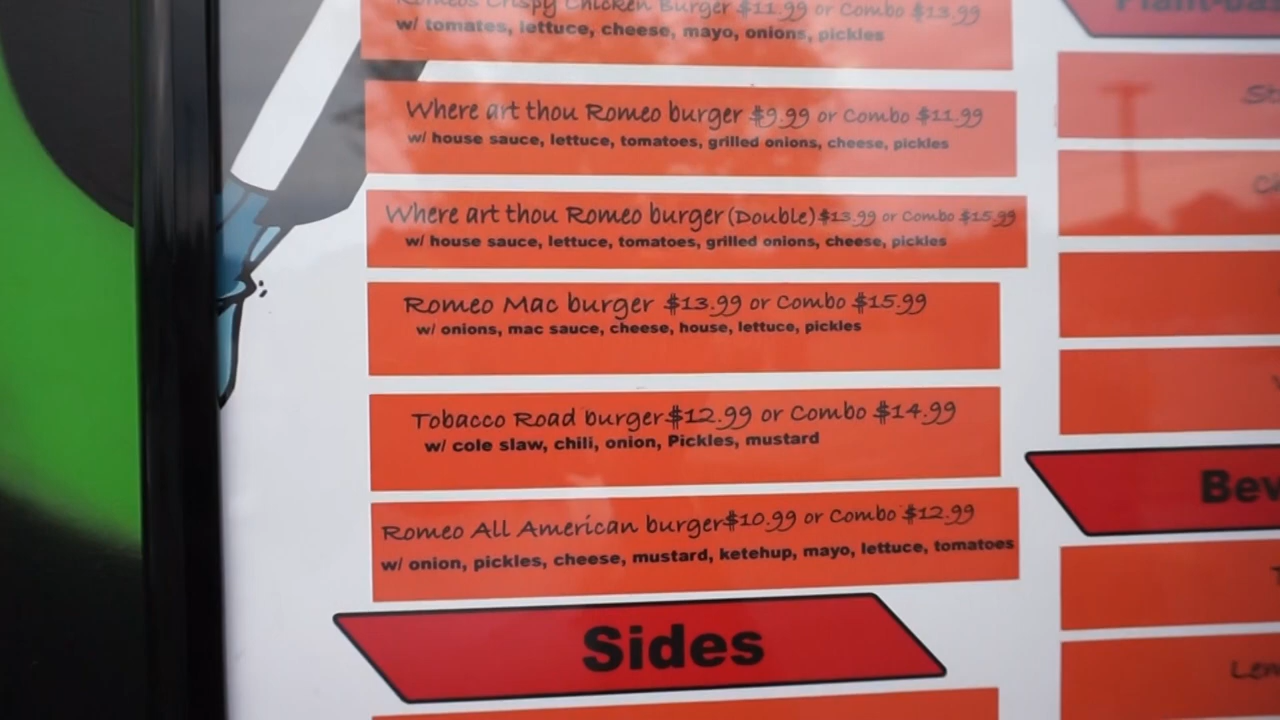 Romeos Crispy Chicken Burger $11.99 or Combo $13.99
w/ tomates, lettuce, cheese, mayo, onions, pickles
Where art thou Romeo burger $9.99 or Combo $11.99
w/ house sauce, lettuce, tomatoes, grilled onions, cheese, pickles
Where art thou Romeo burger (Double) $13.99 or Combo $15.99
w/ house sauce, lettuce, tomatoes, grilled onions, cheese, pickles
Romeo Mac burger $13.99 or Combo $15.99
w/ onions, mac sauce, cheese, house, lettuce, pickles
Tobacco Road burger $12.99 or Combo $14.99
w/ cole slaw, chili, onion, Pickles, mustard
Romeo All American burger $10.99 or Combo $12.99
w/ onion, pickles, cheese, mustard, ketehup, mayo, lettuce, tomatoes
Sides
Bev